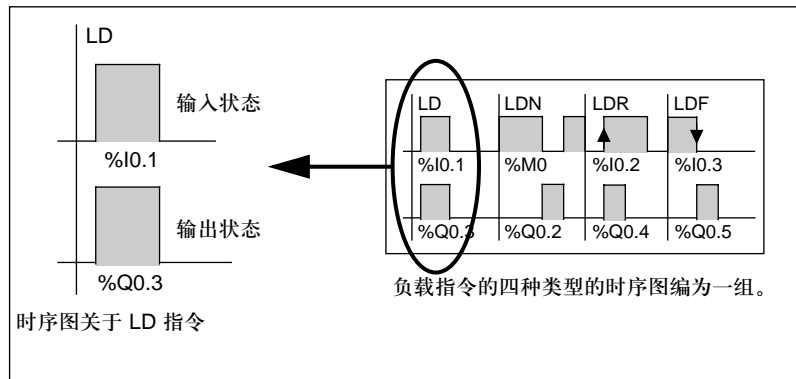 LD
输入状态
%I0.1
输出状态
%Q0.3
时序图关于 LD 指令
LD LDN LDR LDF
%I0.1 %M0 %I0.2 %I0.3
%Q0.3 %Q0.2 %Q0.4 %Q0.5
负载指令的四种类型的时序图编为一组。